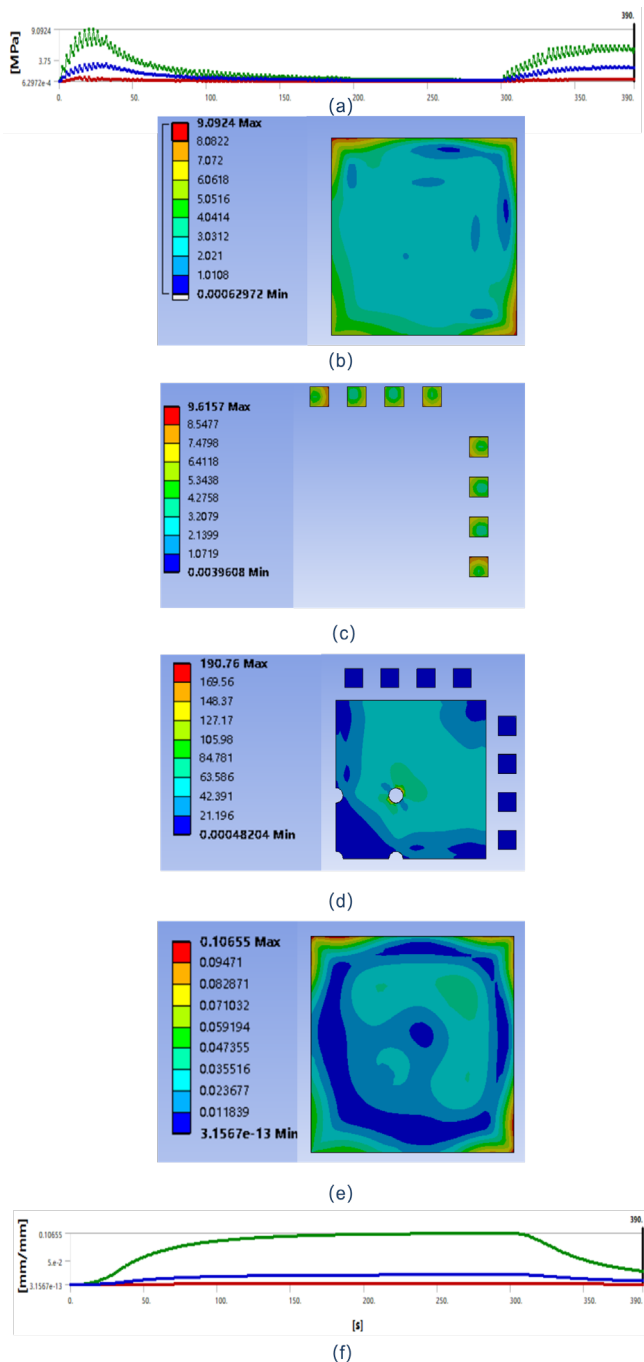 390.
[MPa]
9.0924
3.75
6.2972e-4
0.
50.
100.
150.
200.
250.
300.
350.
390.
(a)
9.0924 Max
8.0822
7.072
6.0618
5.0516
4.0414
3.0312
2.021
1.0108
0.00062972 Min
(b)
9.6157 Max
8.5477
7.4798
6.4118
5.3438
4.2758
3.2079
2.1399
1.0719
0.0039608 Min
(c)
190.76 Max
169.56
148.37
127.17
105.98
84.781
63.586
42.391
21.196
0.00048204 Min
(d)
0.10655 Max
0.09471
0.082871
0.071032
0.059194
0.047355
0.035516
0.023677
0.011839
3.1567e-13 Min
(e)
390.
[mm/mm]
0.10655
5.e-2
3.1567e-13
0.
50.
100.
150.
200.
250.
300.
350.
390.
[s]
(f)